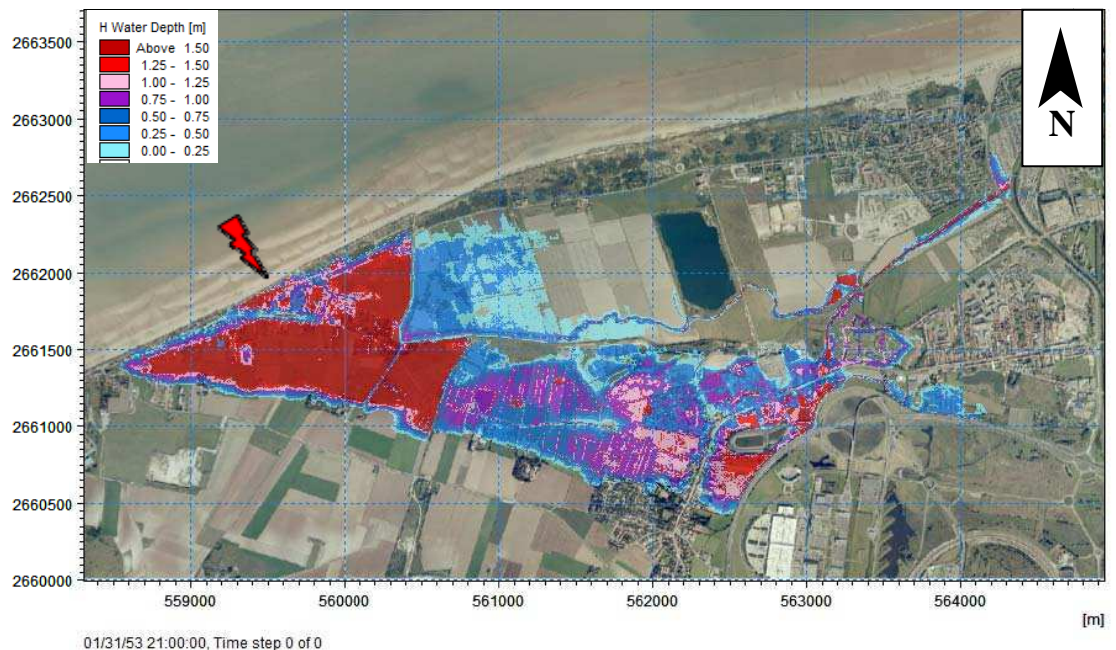 H Water Depth [m]
Above 1.50
1.25 - 1.50
1.00 - 1.25
0.75 - 1.00
0.50 - 0.75
0.25 - 0.50
0.00 - 0.25
N
2663500
2663000
2662500
2662000
2661500
2661000
2660500
2660000
559000 560000 561000 562000 563000 564000
[m]
01/31/53 21:00:00, Time step 0 of 0